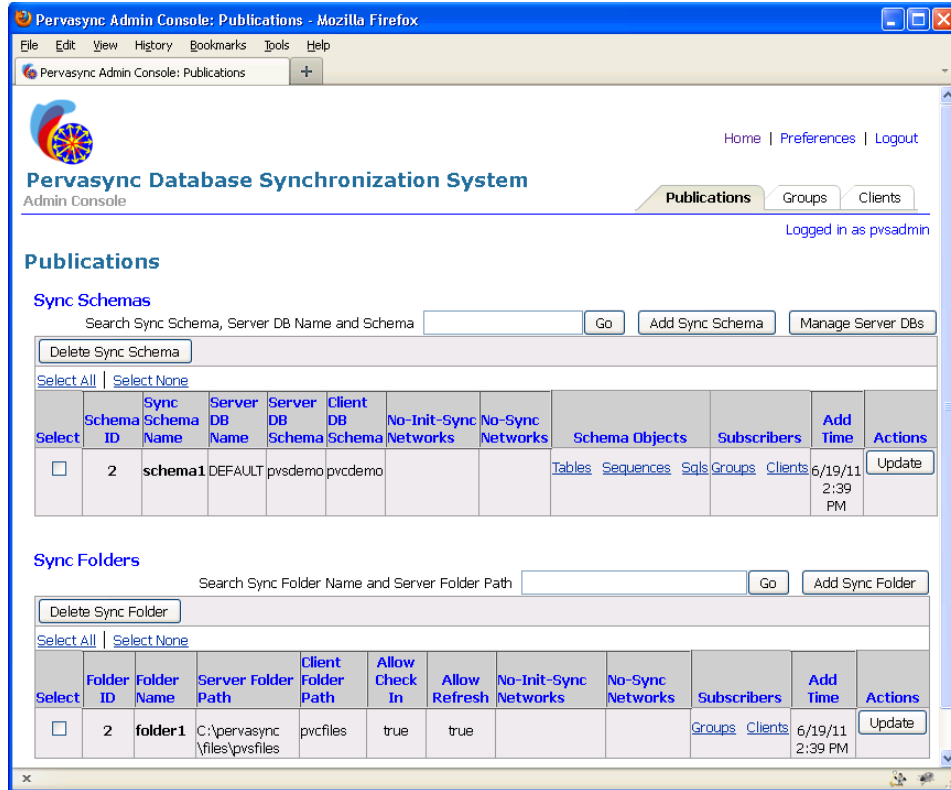 Pervasync Admin Console: Publications - Mozilla Firefox
File Edit View History Bookmarks Tools Help
Pervasync Admin Console: Publications +
Home | Preferences | Logout
Pervasync Database Synchronization System
Admin Console
Publications Groups Clients
Logged in as pvsadmin
Publications
Sync Schemas
Search Sync Schema, Server DB Name and Schema Go Add Sync Schema Manage Server DBs
Delete Sync Schema
Select All | Select None
Sync Server Server Client
Schema Schema DB DB DB No-Init-Sync No-Sync Add
Select ID Name Name Schema Schema Networks Networks Schema Objects Subscribers Time Actions
2 schema1 DEFAULT pvsdemo pvcdemo Tables Sequences Sqls Groups Clients 6/19/11 Update
2:39
PM
Sync Folders
Search Sync Folder Name and Server Folder Path Go Add Sync Folder
Delete Sync Folder
Select All | Select None
Client Allow
Folder Folder Server Folder Folder Check Allow No-Init-Sync No-Sync Add
Select ID Name Path Path In Refresh Networks Networks Subscribers Time Actions
2 folder1 C:\pervasync pvcfiles true true Groups Clients 6/19/11 Update
\files\pvsfiles 2:39 PM
x